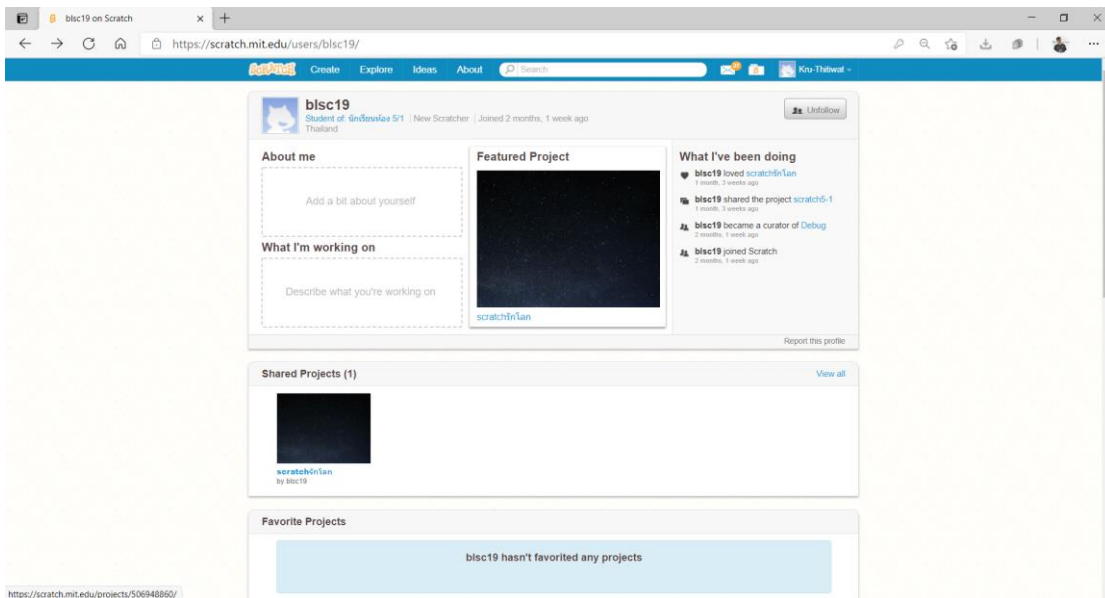 blsc19 on Scratch
https://scratch.mit.edu/users/blsc19/
SCRATCH Create Explore Ideas About Search Kru-Thitiwat
blsc19
Student of: นักเรียนห้อง 5/1 New Scratcher Joined 2 months, 1 week ago
Thailand
Unfollow
About me
Add a bit about yourself
What I'm working on
Describe what you're working on
Featured Project
scratchรักโลก
What I've been doing
blsc19 loved scratchรักโลก
1 month, 3 weeks ago
blsc19 shared the project scratch5-1
1 month, 3 weeks ago
blsc19 became a curator of Debug
2 months, 1 week ago
blsc19 joined Scratch
2 months, 1 week ago
Report this profile
Shared Projects (1) View all
scratchรักโลก
by blsc19
Favorite Projects
blsc19 hasn't favorited any projects
https://scratch.mit.edu/projects/506948860/